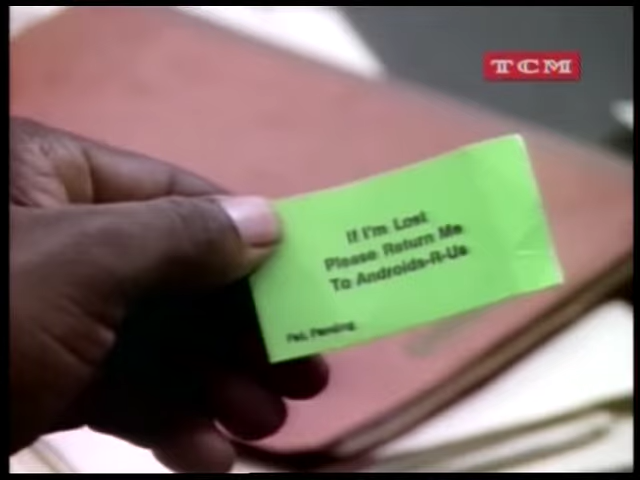 TCM
If I'm Lost
Please Return Me
To Androids-R-Us
Pat. Pending.